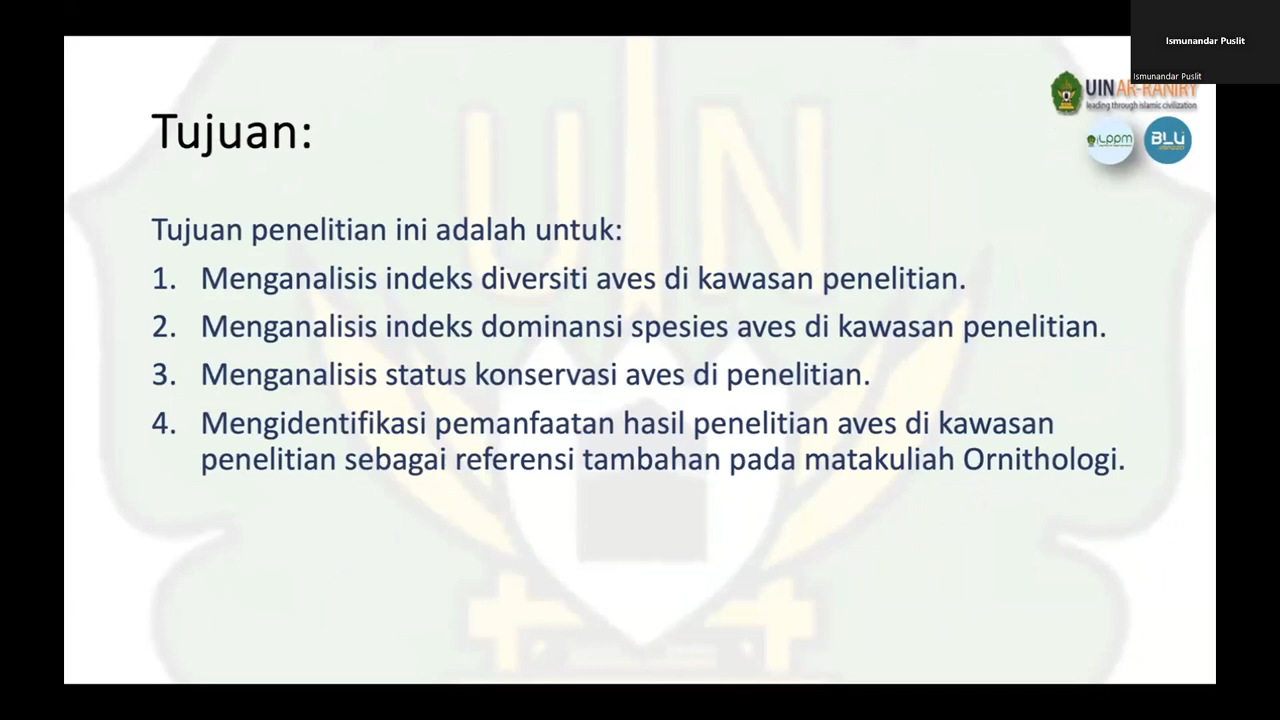 Ismunandar Puslit
Ismunandar Puslit
UIN AR-RANIRY
leading through islamic civilization
Lppm
BLU
Tujuan:
Tujuan penelitian ini adalah untuk:
1. Menganalisis indeks diversiti aves di kawasan penelitian.
2. Menganalisis indeks dominansi spesies aves di kawasan penelitian.
3. Menganalisis status konservasi aves di penelitian.
4. Mengidentifikasi pemanfaatan hasil penelitian aves di kawasan
penelitian sebagai referensi tambahan pada matakuliah Ornithologi.
UIN